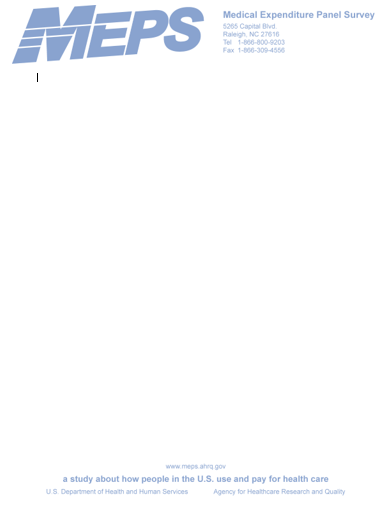 MEPS
Medical Expenditure Panel Survey
5265 Capital Blvd.
Raleigh, NC 27616
Tel 1-866-800-9203
Fax 1-866-309-4556
www.meps.ahrq.gov
a study about how people in the U.S. use and pay for health care
U.S. Department of Health and Human Services Agency for Healthcare Research and Quality